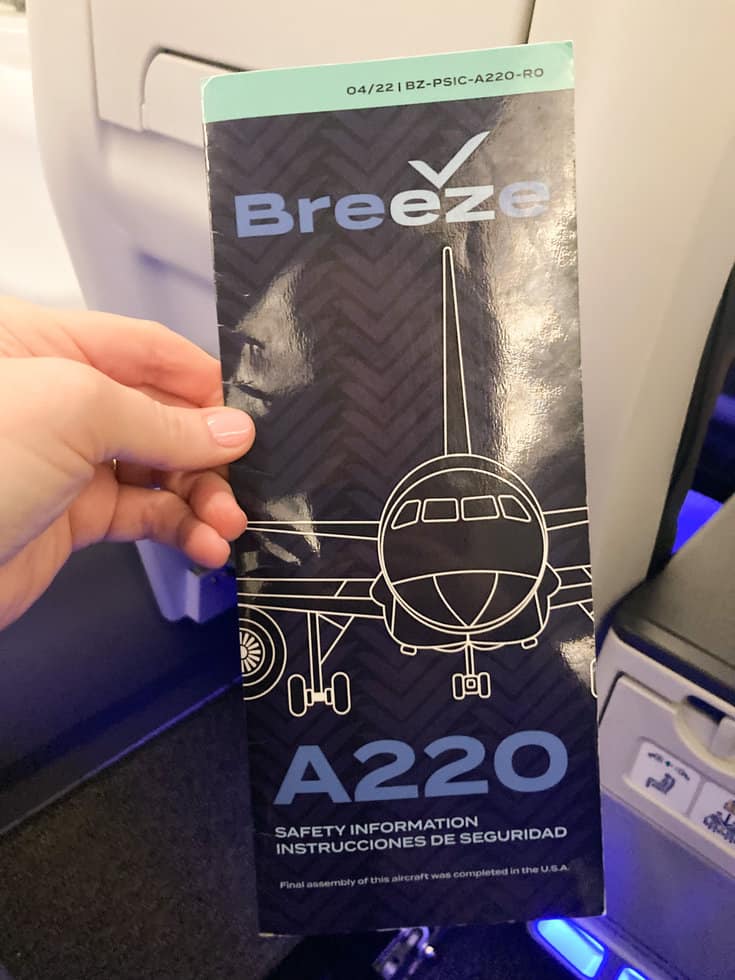 04/22 | BZ-PSIC-A220-R0
Breeze
A220
SAFETY INFORMATION
INSTRUCCIONES DE SEGURIDAD
Final assembly of this aircraft was completed in the U.S.A.